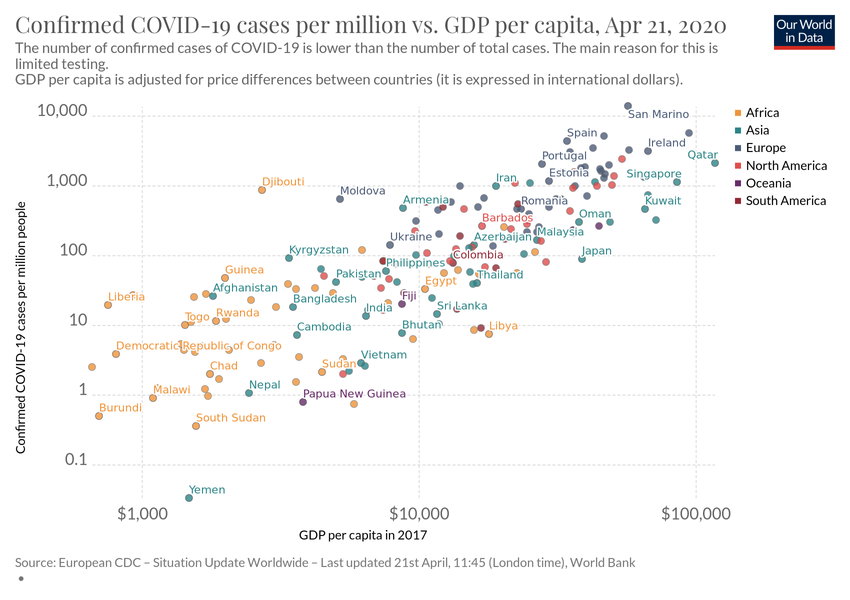 Confirmed COVID-19 cases per million vs. GDP per capita, Apr 21, 2020
Our World
in Data
The number of confirmed cases of COVID-19 is lower than the number of total cases. The main reason for this is
limited testing.
GDP per capita is adjusted for price differences between countries (it is expressed in international dollars).
Confirmed COVID-19 cases per million people
10,000
1,000
100
10
1
0.1
Africa
Asia
Europe
North America
Oceania
South America
San Marino
Spain
Ireland
Portugal
Qatar
Estonia
Iran
Singapore
Djibouti
Moldova
Armenia
Romania
Kuwait
Barbados
Oman
Ukraine
Azerbaijan
Malaysia
Kyrgyzstan
Colombia
Japan
Philippines
Guinea
Pakistan
Thailand
Afghanistan
Egypt
Liberia
Bangladesh
Fiji
Togo
Rwanda
India
Sri Lanka
Cambodia
Bhutan
Libya
Democratic Republic of Congo
Vietnam
Chad
Sudan
Nepal
Malawi
Papua New Guinea
Burundi
South Sudan
Yemen
$1,000
$10,000
$100,000
GDP per capita in 2017
Source: European CDC – Situation Update Worldwide – Last updated 21st April, 11:45 (London time), World Bank